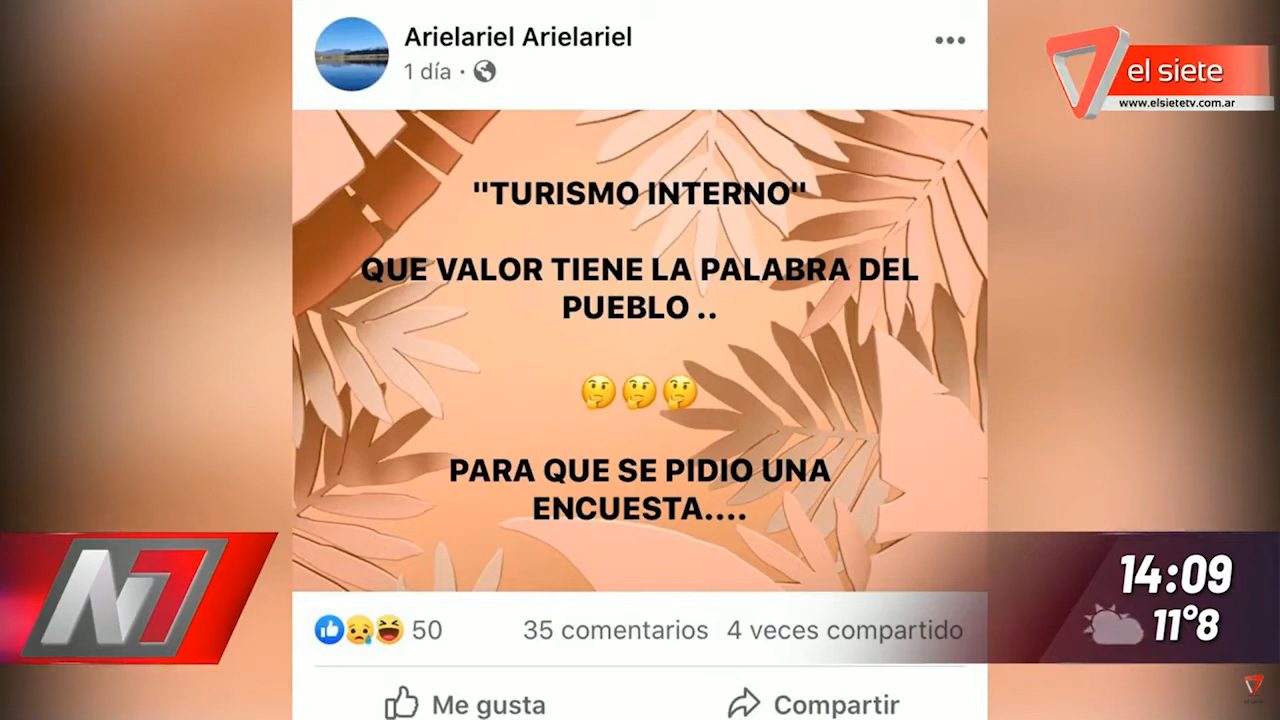 Arielariel Arielariel
1 día ·
el siete
www.elsietetv.com.ar
"TURISMO INTERNO"
QUE VALOR TIENE LA PALABRA DEL
PUEBLO ..
🤔🤔🤔
PARA QUE SE PIDIO UNA
ENCUESTA....
N7
14:09
11°8
50
35 comentarios
4 veces compartido
Me gusta
Compartir